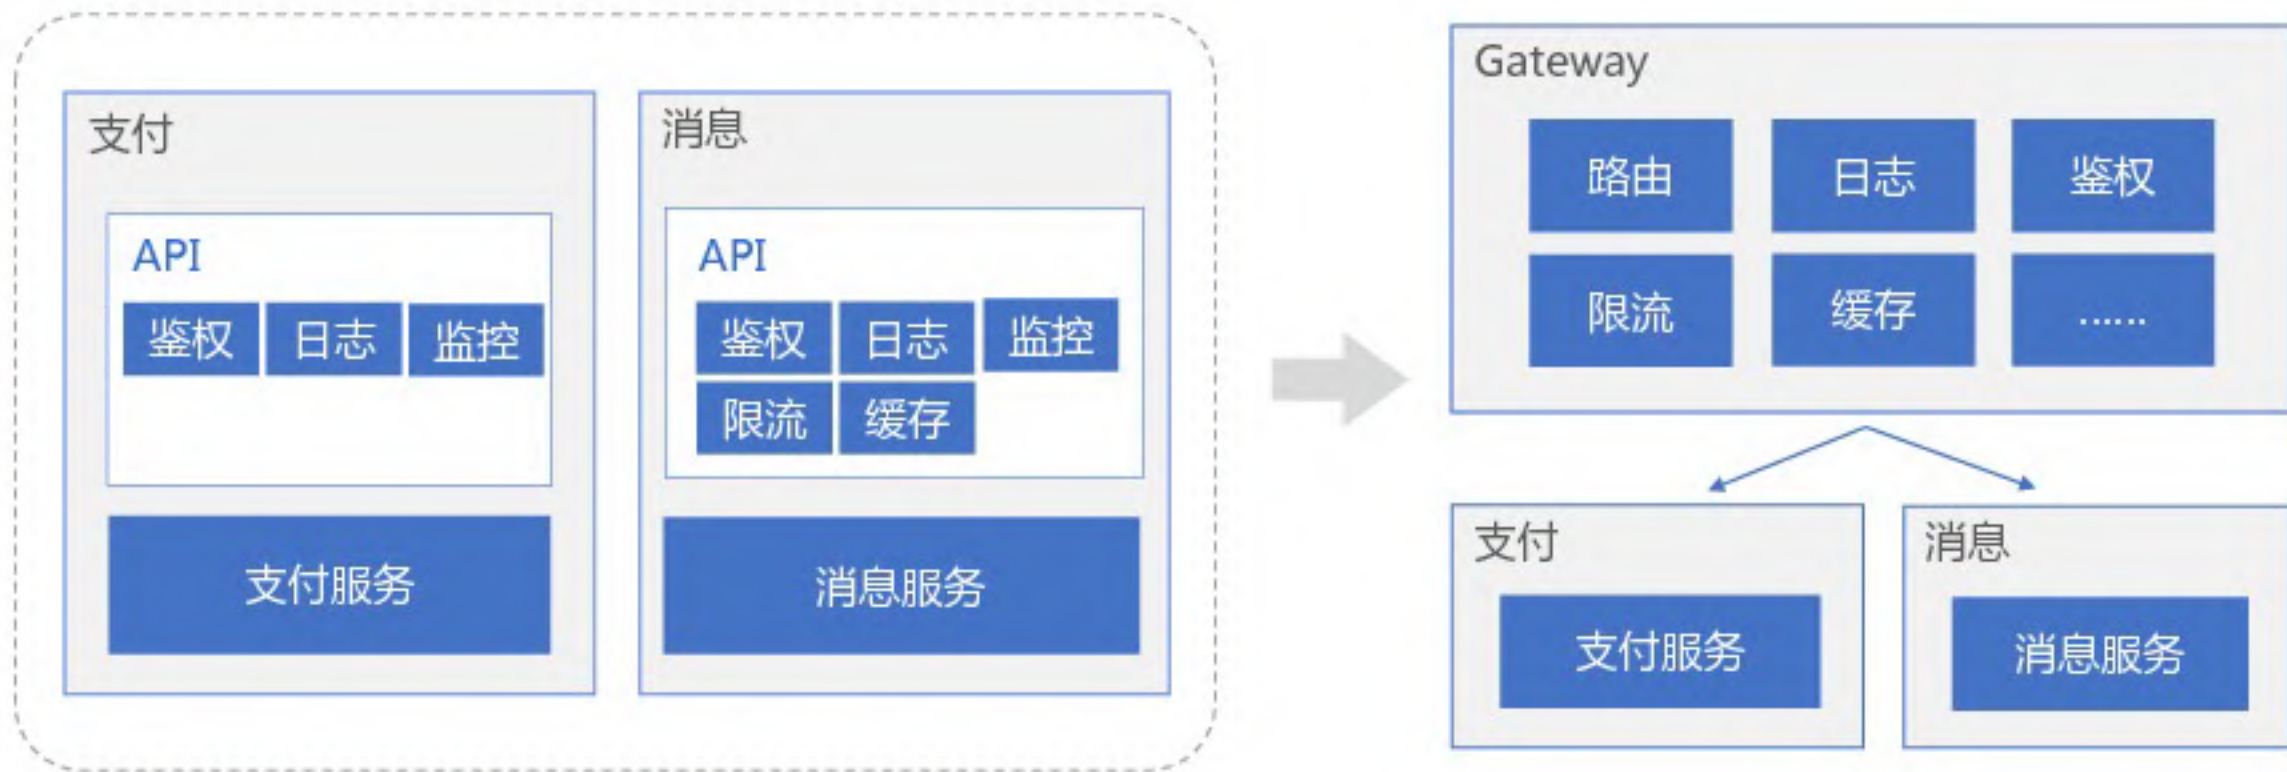 支付
API
鉴权 日志 监控
支付服务
消息
API
鉴权 日志 监控
限流 缓存
消息服务
Gateway
路由 日志 鉴权
限流 缓存 ......
支付
支付服务
消息
消息服务